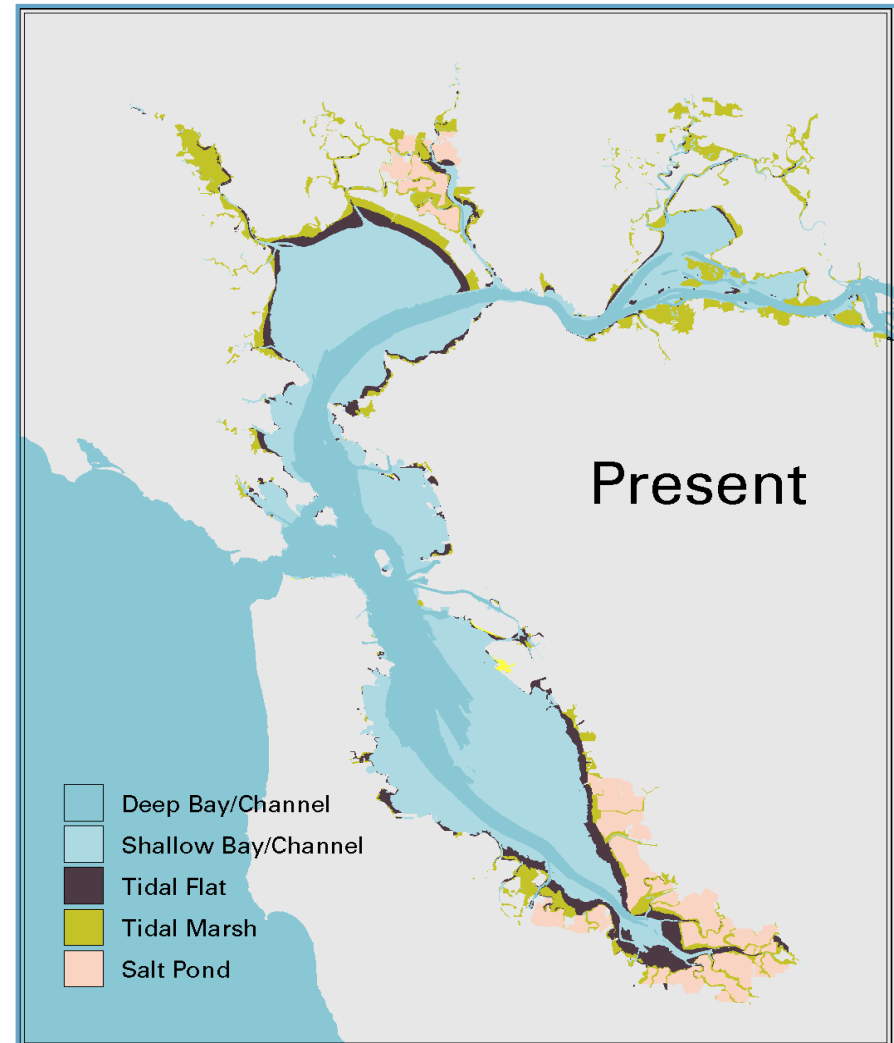 Present
Deep Bay/Channel
Shallow Bay/Channel
Tidal Flat
Tidal Marsh
Salt Pond